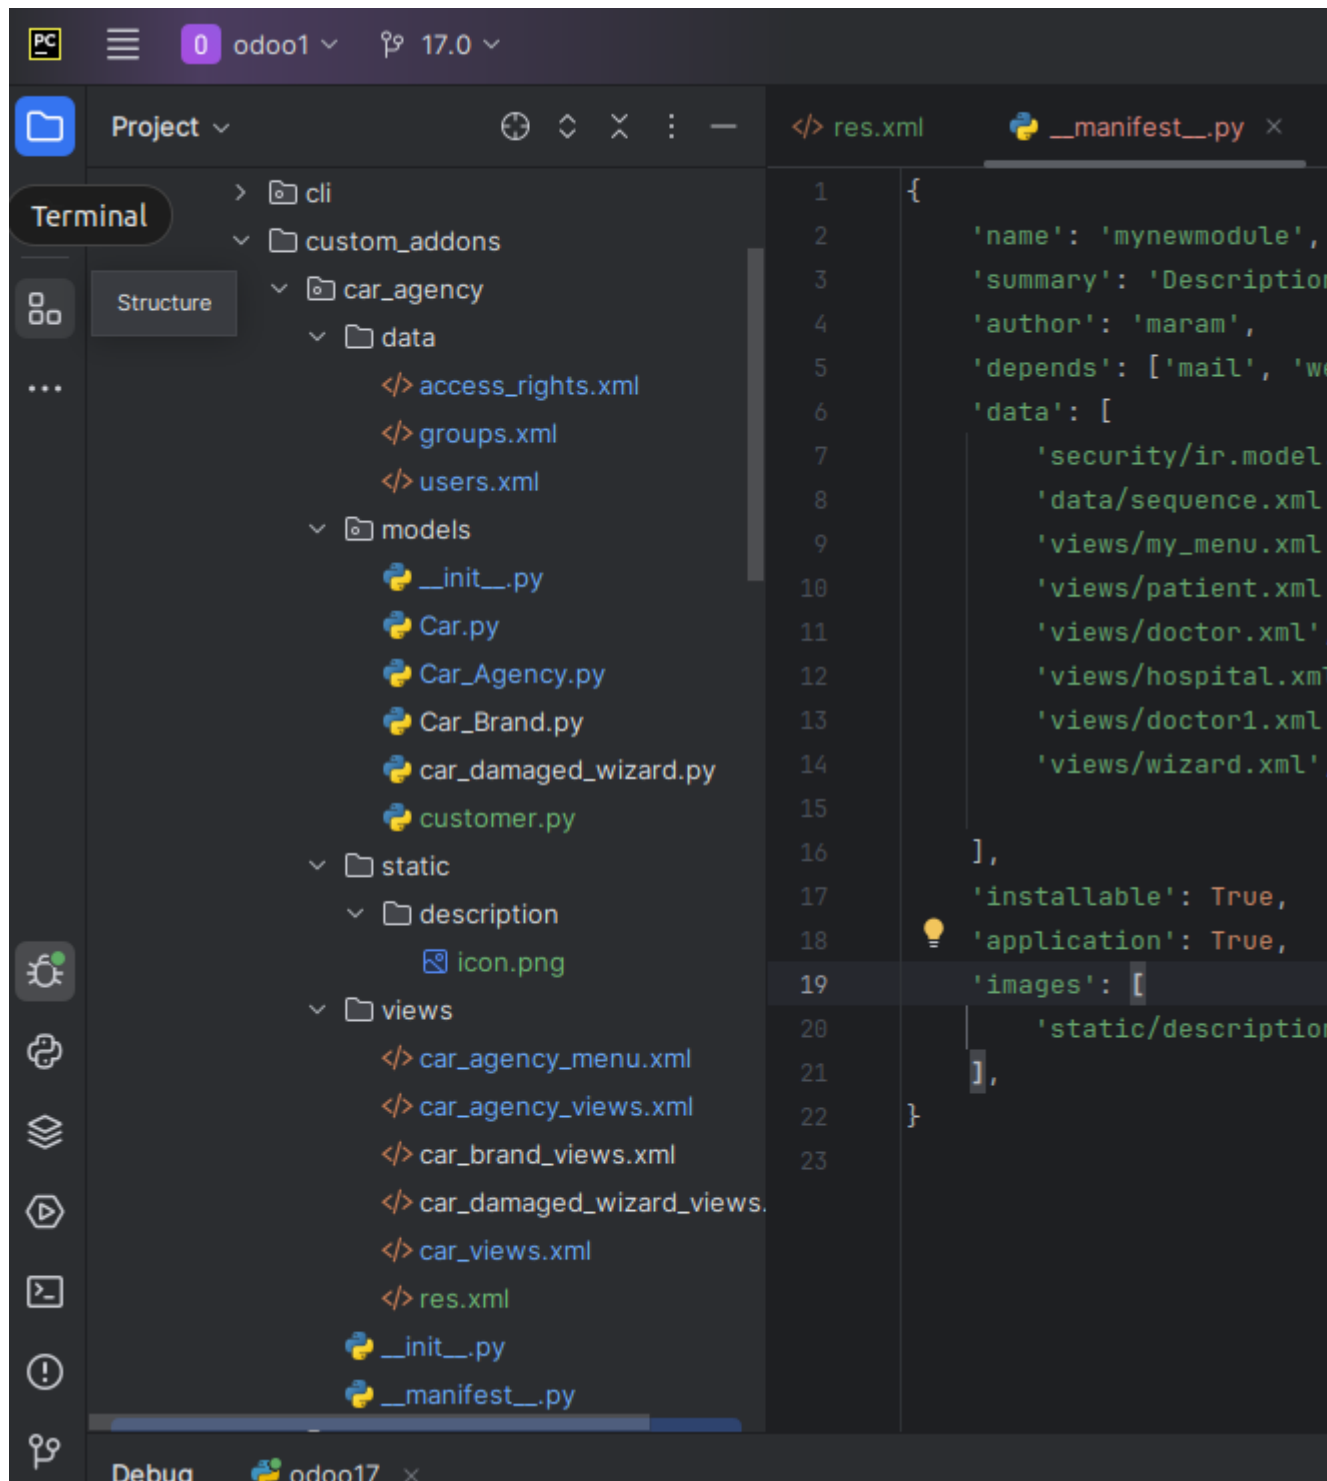 PC
O odoo1 17.0
Project
res.xml
__manifest__.py
cli
Terminal
custom_addons
car_agency
Structure
data
access_rights.xml
groups.xml
users.xml
models
__init__.py
Car.py
Car_Agency.py
Car_Brand.py
car_damaged_wizard.py
customer.py
static
description
icon.png
views
car_agency_menu.xml
car_agency_views.xml
car_brand_views.xml
car_damaged_wizard_views.
car_views.xml
res.xml
__init__.py
__manifest__.py
1 {
2 'name': 'mynewmodule',
3 'summary': 'Description
4 'author': 'maram',
5 'depends': ['mail', 'we
6 'data': [
7 'security/ir.model
8 'data/sequence.xml
9 'views/my_menu.xml
10 'views/patient.xml
11 'views/doctor.xml'
12 'views/hospital.xml
13 'views/doctor1.xml
14 'views/wizard.xml'
15
16 ],
17 'installable': True,
18 'application': True,
19 'images': [
20 'static/description
21 ],
22 }
23
Debug odoo17